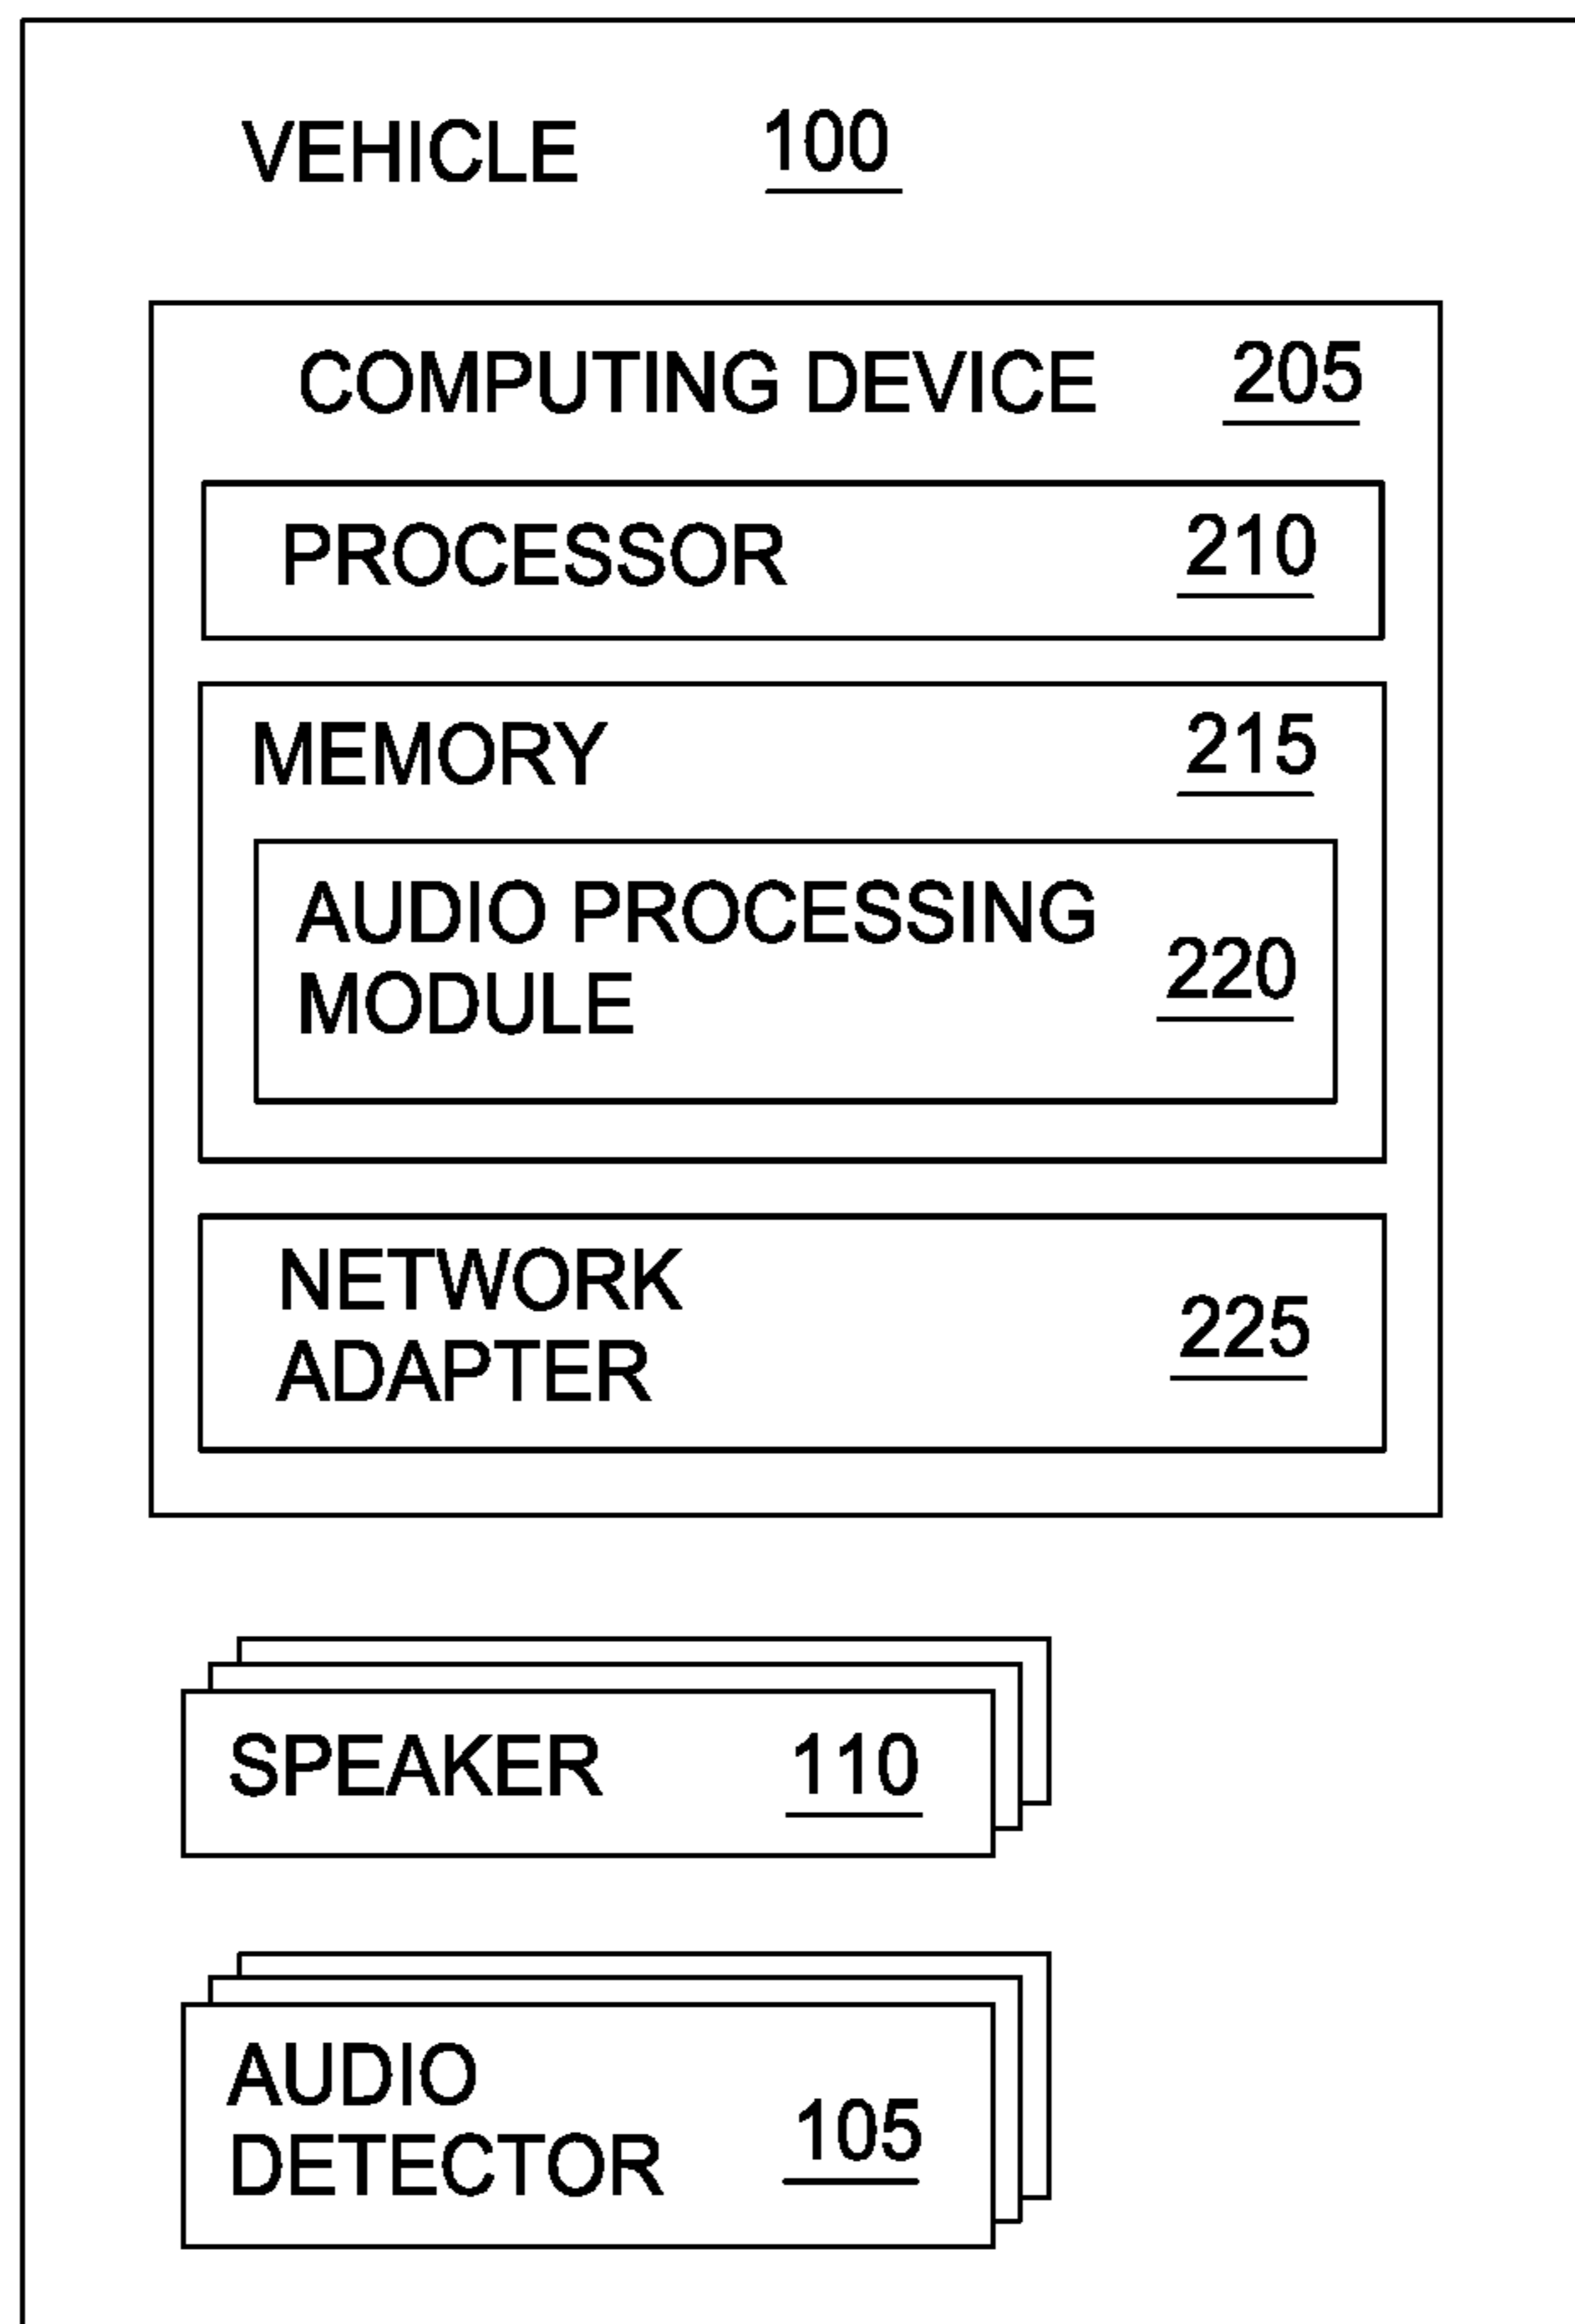 VEHICLE 100
COMPUTING DEVICE 205
PROCESSOR 210
MEMORY 215
AUDIO PROCESSING
MODULE 220
NETWORK
ADAPTER 225
SPEAKER 110
AUDIO
DETECTOR 105